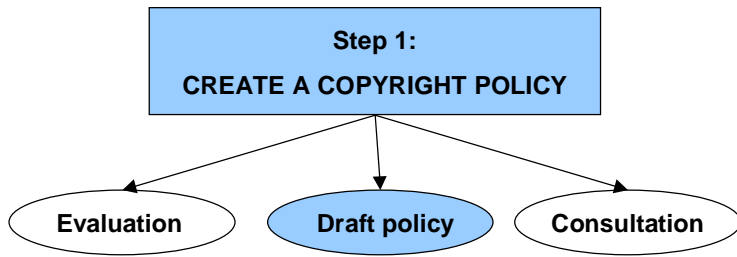 Step 1:
CREATE A COPYRIGHT POLICY
Evaluation
Draft policy
Consultation